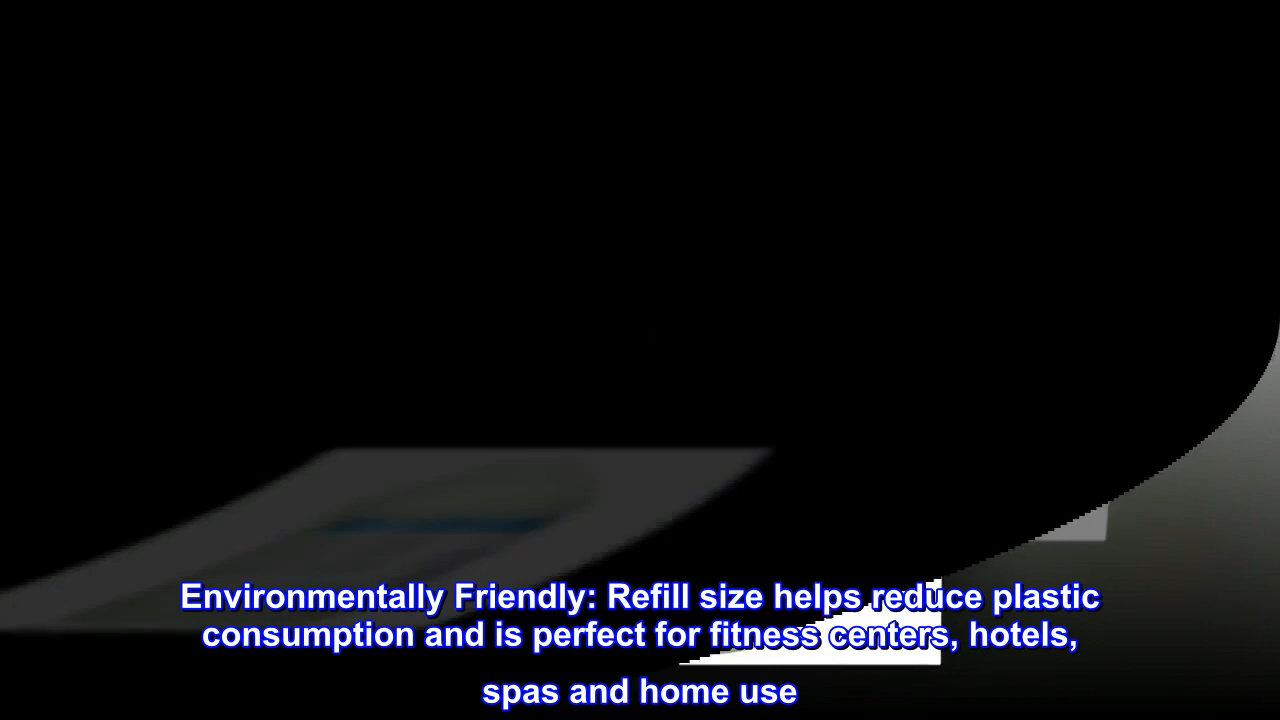 Environmentally Friendly: Refill size helps reduce plastic
consumption and is perfect for fitness centers, hotels,
spas and home use